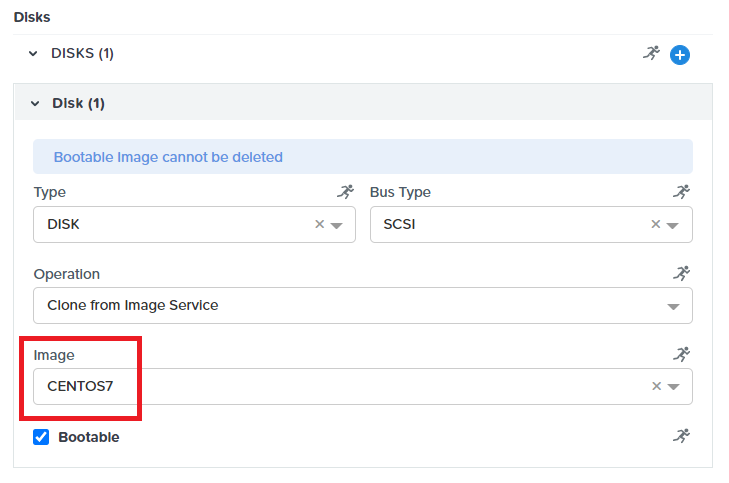 Disks
DISKS (1)
Disk (1)
Bootable Image cannot be deleted
Type
Bus Type
DISK
SCSI
Operation
Clone from Image Service
Image
CENTOS7
Bootable